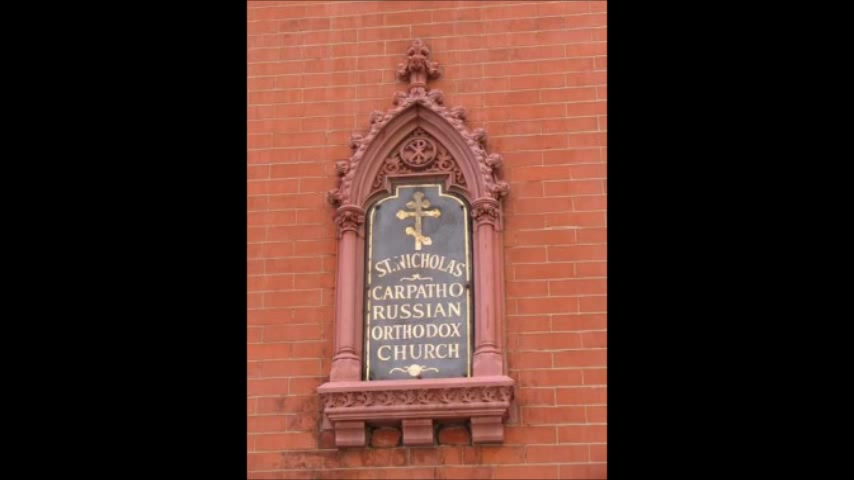 ST. NICHOLAS
CARPATHO
RUSSIAN
ORTHODOX
CHURCH